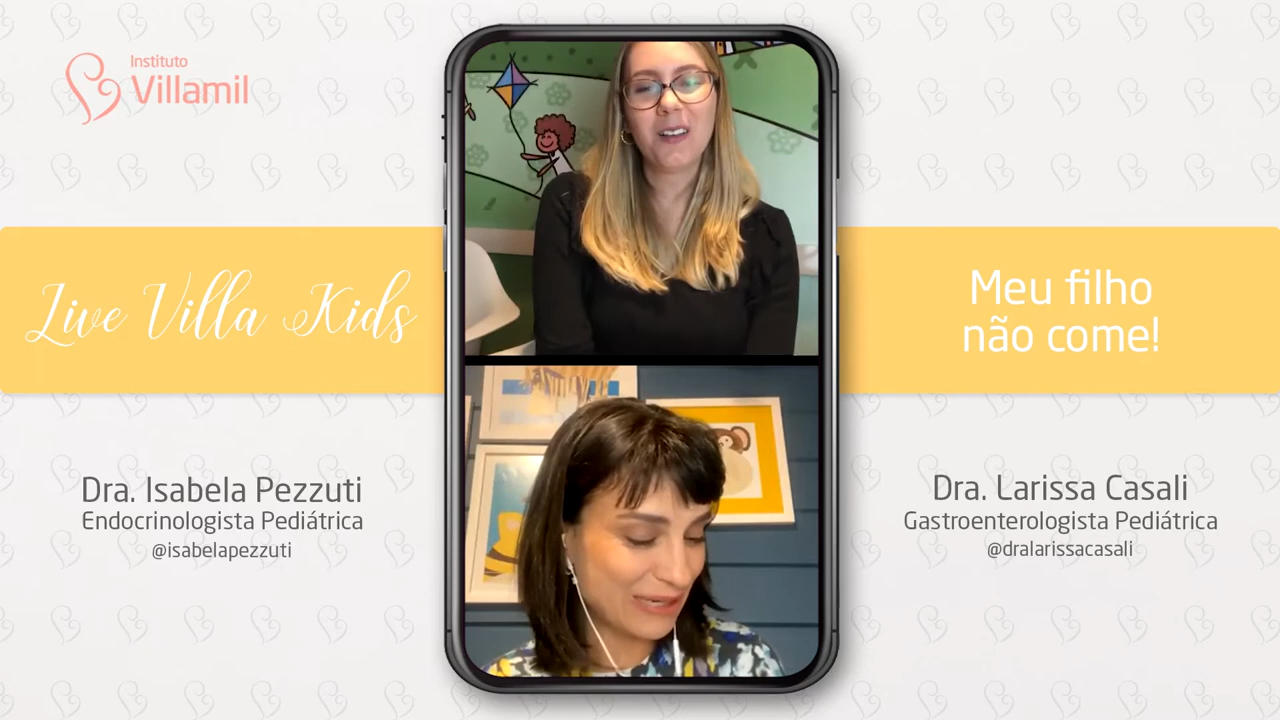 Instituto
Villamil
Live Villa Kids
Meu filho
não come!
Dra. Isabela Pezzuti
Endocrinologista Pediátrica
@isabelapezzuti
Dra. Larissa Casali
Gastroenterologista Pediátrica
@dralarissacasali